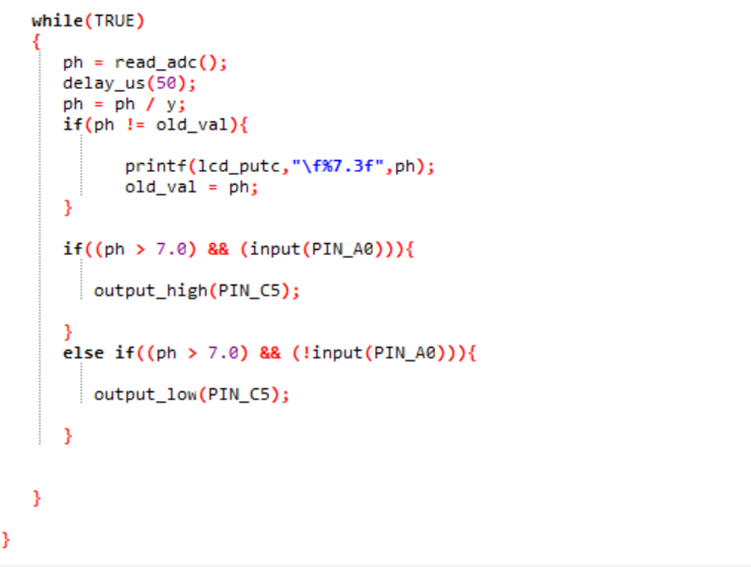 while(TRUE)
{
ph = read_adc();
delay_us(50);
ph = ph / y;
if(ph != old_val){
printf(lcd_putc,"\f%7.3f",ph);
old_val = ph;
}
if((ph > 7.0) && (input(PIN_A0))){
output_high(PIN_C5);
}
else if((ph > 7.0) && (!input(PIN_A0))){
output_low(PIN_C5);
}
}
}